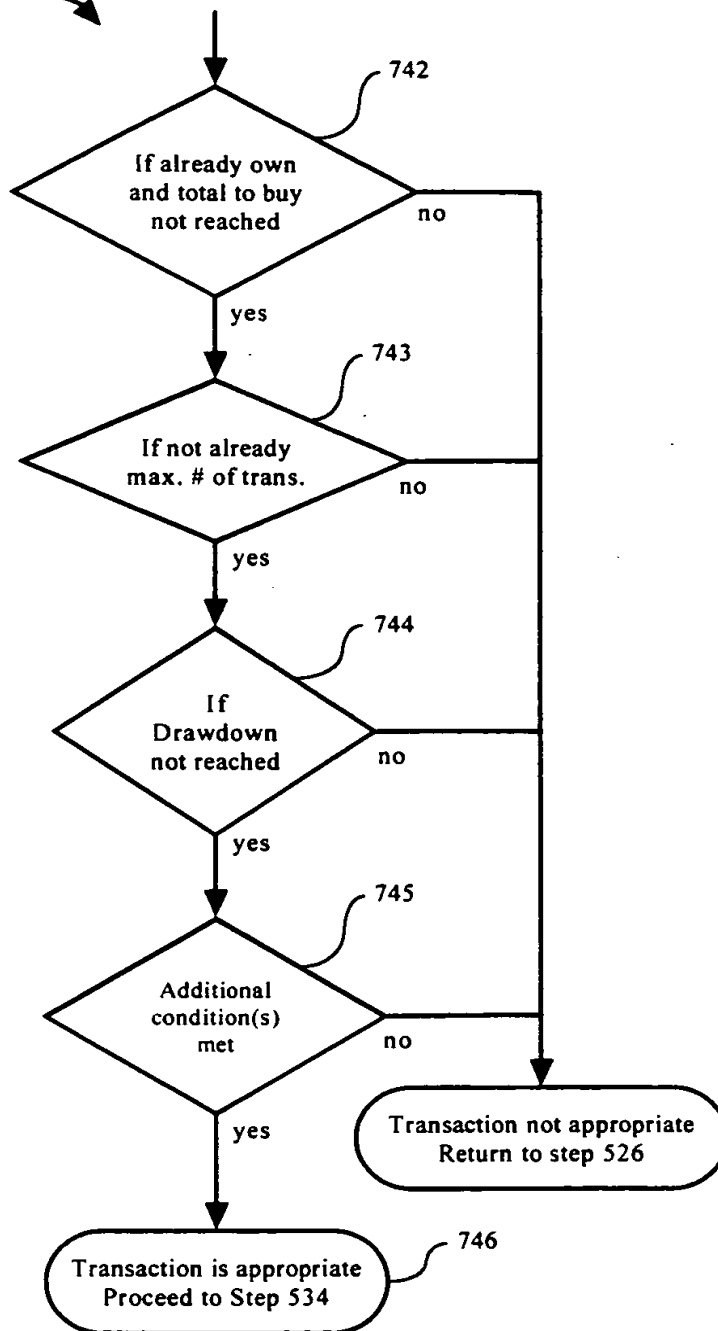 742
If already own
and total to buy
not reached
no
yes
743
If not already
max. # of trans.
no
yes
744
If
Drawdown
not reached
no
yes
745
Additional
condition(s)
met
no
yes
Transaction not appropriate
Return to step 526
746
Transaction is appropriate
Proceed to Step 534